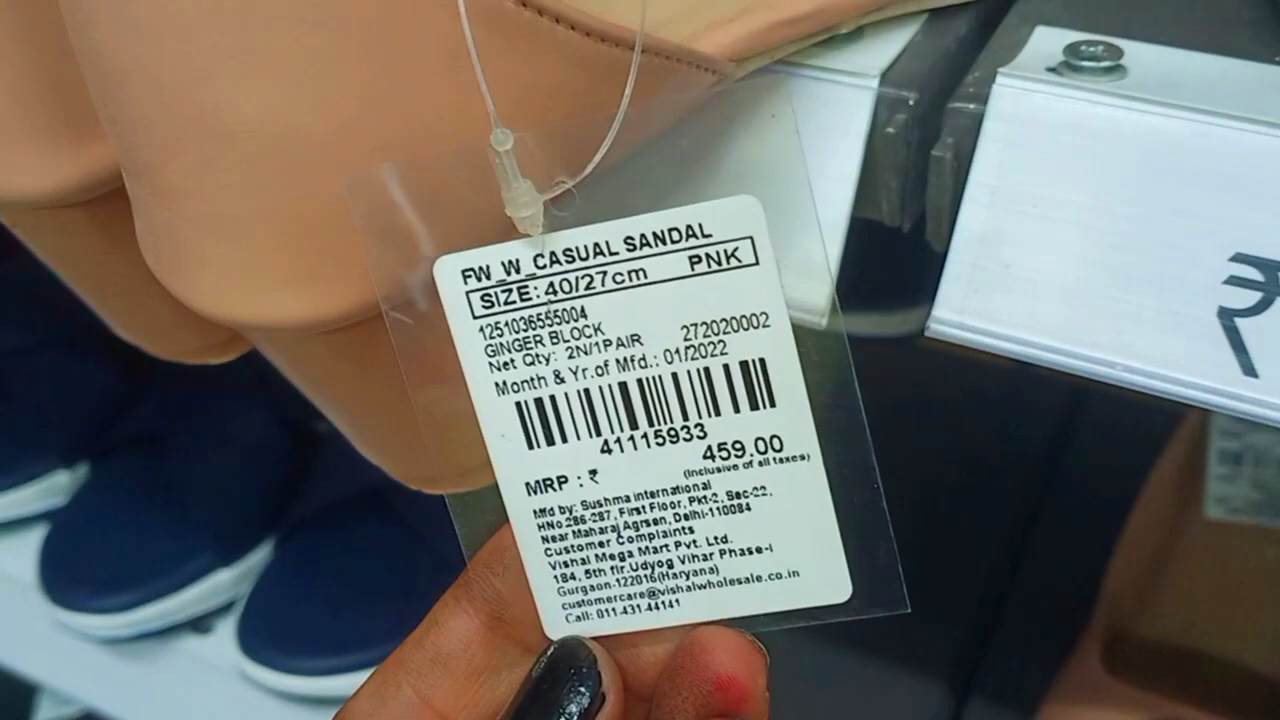 FW_W_CASUAL SANDAL
SIZE: 40/27cm PNK
1251036555004
GINGER BLOCK 272020002
Net Qty: 2N/1PAIR
Month & Yr.of Mfd.: 01/2022
41115933
MRP : ₹ 459.00
(Inclusive of all taxes)
Mfd by: Sushma international
HNo 286-287, First Floor, Pkt-2, Sec-22,
Near Maharaj Agrsen, Delhi-110084
Customer Complaints
Vishal Mega Mart Pvt. Ltd.
184, 5th flr.Udyog Vihar Phase-I
Gurgaon-122016(Haryana)
customercare@vishalwholesale.co.in
Call: 011-431-44141
₹